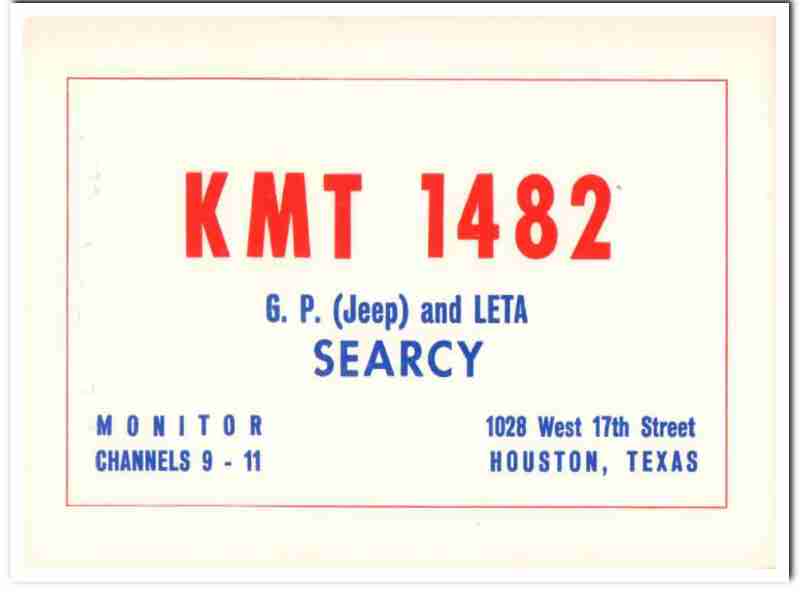 KMT 1482
G. P. (Jeep) and LETA
SEARCY
MONITOR
CHANNELS 9 - 11
1028 West 17th Street
HOUSTON, TEXAS